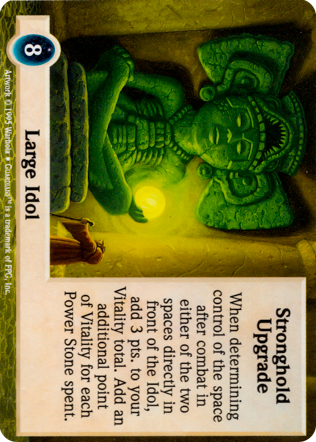 Stronghold
Upgrade
When determining
control of the space
after combat in
either of the two
spaces directly in
front of the Idol,
add 3 pts. to your
Vitality total. Add an
additional point
of Vitality for each
Power Stone spent.
8
Large Idol
Artwork © 1995 Warhola • Guardians™ is a trademark of FPG, Inc.